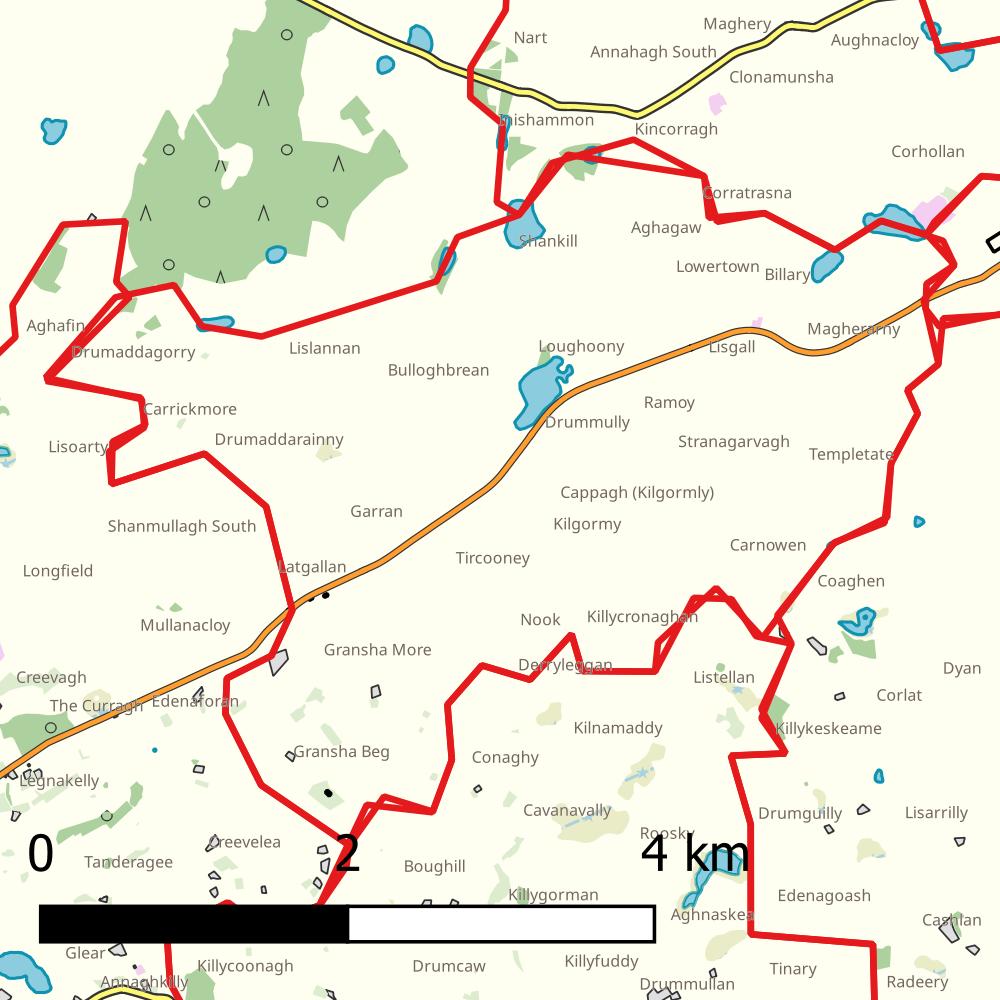 Maghery
Nart
Aughnacloy
Annahagh South
Clonamunsha
Inishammon
Kincorragh
Corhollan
Corratrasna
Aghagaw
Shankill
Lowertown
Billary
Aghafin
Magherarny
Loughoony
Lisgall
Lislannan
Drumaddagorry
Bulloghbrean
Ramoy
Carrickmore
Drummully
Drumaddarainny
Stranagarvagh
Lisoarty
Templetate
Cappagh (Kilgormly)
Garran
Kilgormy
Shanmullagh South
Carnowen
Tircooney
Latgallan
Longfield
Coaghen
Killycronaghan
Nook
Mullanacloy
Gransha More
Derryleggan
Dyan
Creevagh
Listellan
Corlat
Edenaforan
The Curragh
Kilnamaddy
Killykeskeame
Gransha Beg
Conaghy
Legnakelly
Cavanavally
Drumguilly
Lisarrilly
Roosky
Creevelea
0 2 4 km
Tanderagee
Boughill
Killygorman
Edenagoash
Aghnaskea
Cashlan
Glear
Killyfuddy
Killycoonagh
Drumcaw
Tinary
Annaghkilly
Drummullan
Radeery